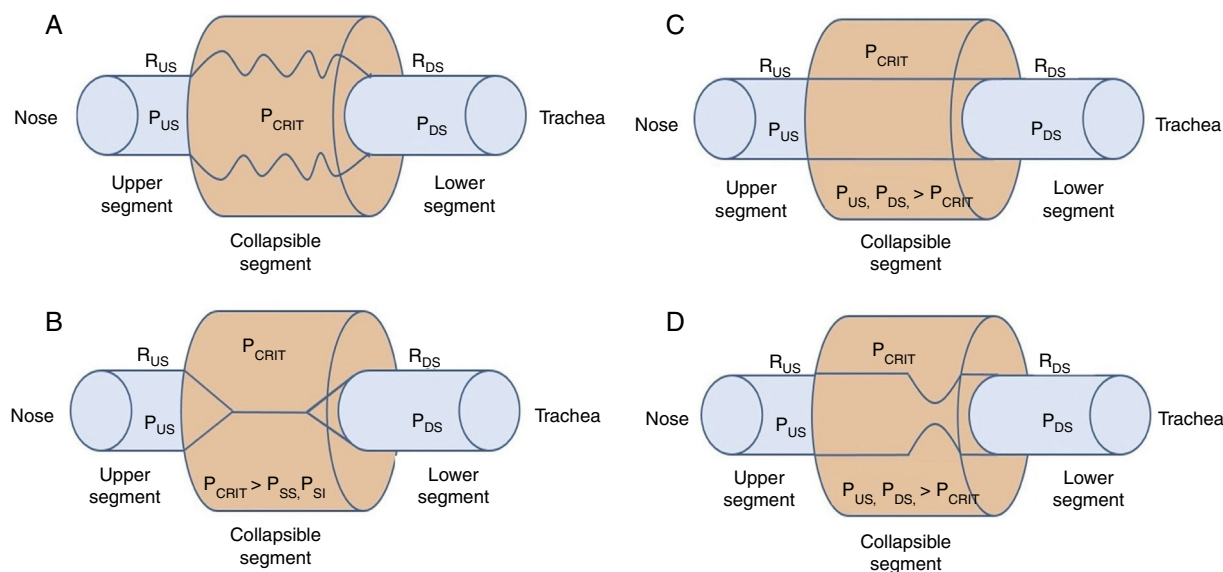 A
R_US
R_DS
Nose
P_US
P_CRIT
P_DS
Trachea
Upper
segment
Lower
segment
Collapsible
segment
B
P_CRIT
R_US
R_DS
Nose
P_US
P_DS
Trachea
Upper
segment
P_CRIT > P_SS, P_SI
Lower
segment
Collapsible
segment
C
P_CRIT
R_US
R_DS
Nose
P_US
P_DS
Trachea
Upper
segment
P_US, P_DS, > P_CRIT
Lower
segment
Collapsible
segment
D
P_CRIT
R_US
R_DS
Nose
P_US
P_DS
Trachea
Upper
segment
P_US, P_DS, > P_CRIT
Lower
segment
Collapsible
segment